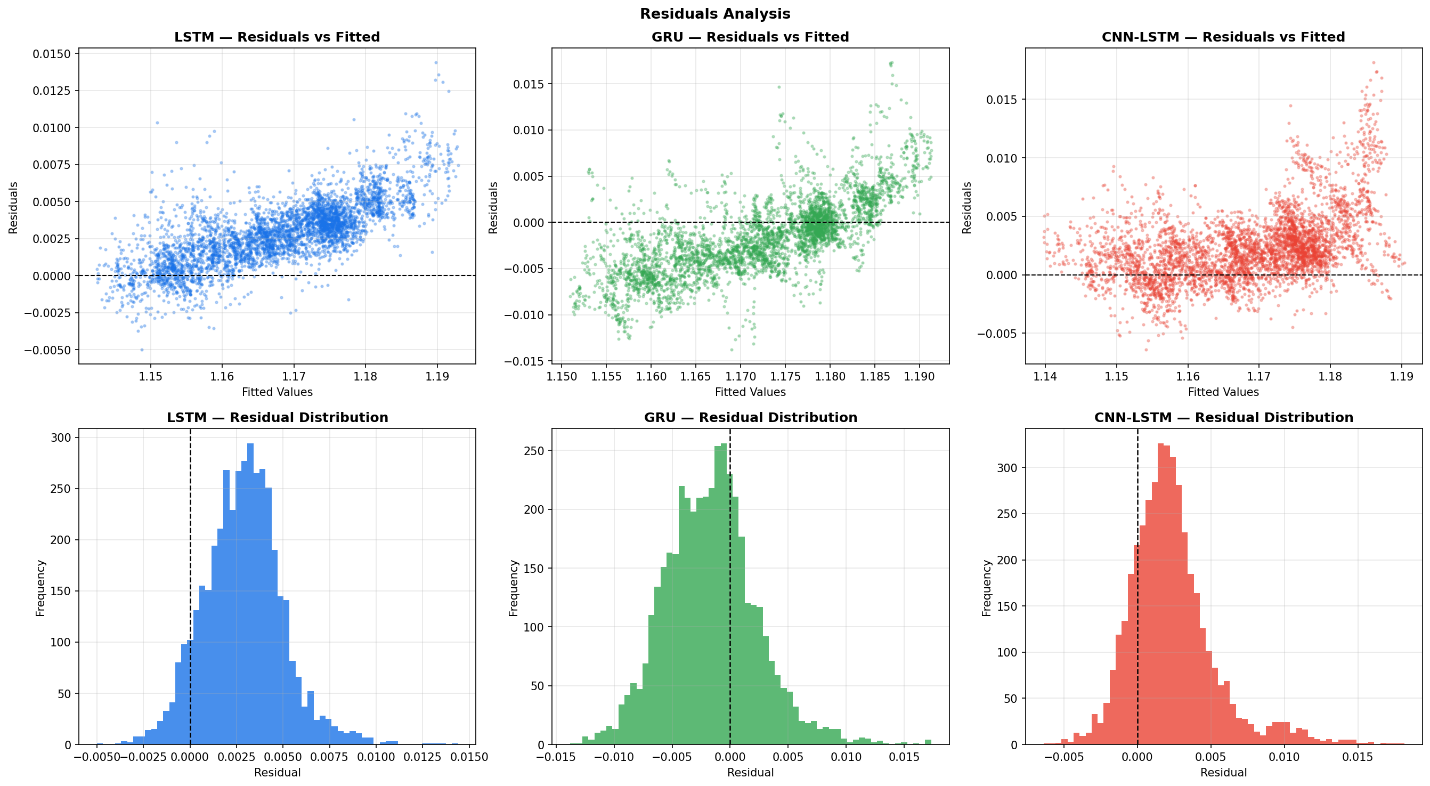 Residuals Analysis
LSTM — Residuals vs Fitted
0.0150
0.0125
0.0100
0.0075
0.0050
0.0025
0.0000
−0.0025
−0.0050
Residuals
1.15 1.16 1.17 1.18 1.19
Fitted Values
GRU — Residuals vs Fitted
0.015
0.010
0.005
0.000
−0.005
−0.010
−0.015
Residuals
1.150 1.155 1.160 1.165 1.170 1.175 1.180 1.185 1.190
Fitted Values
CNN-LSTM — Residuals vs Fitted
0.015
0.010
0.005
0.000
−0.005
Residuals
1.14 1.15 1.16 1.17 1.18 1.19
Fitted Values
LSTM — Residual Distribution
300
250
200
150
100
50
0
Frequency
−0.0050 −0.0025 0.0000 0.0025 0.0050 0.0075 0.0100 0.0125 0.0150
Residual
GRU — Residual Distribution
250
200
150
100
50
0
Frequency
−0.015 −0.010 −0.005 0.000 0.005 0.010 0.015
Residual
CNN-LSTM — Residual Distribution
300
250
200
150
100
50
0
Frequency
−0.005 0.000 0.005 0.010 0.015
Residual